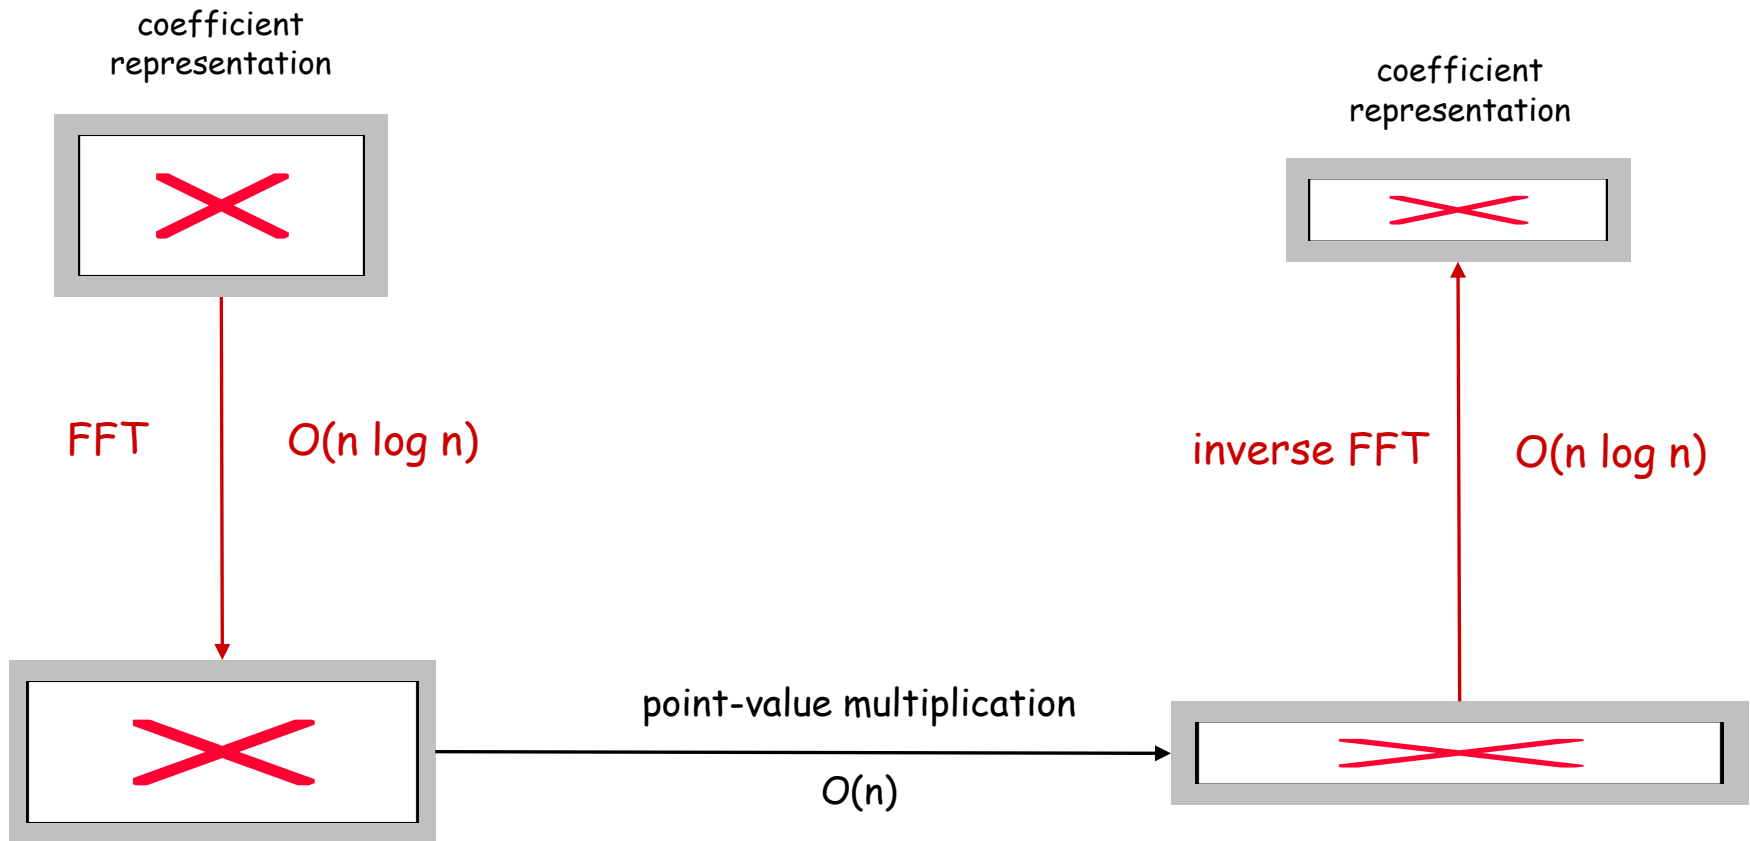 coefficient
representation
coefficient
representation
FFT
O(n log n)
inverse FFT
O(n log n)
point-value multiplication
O(n)